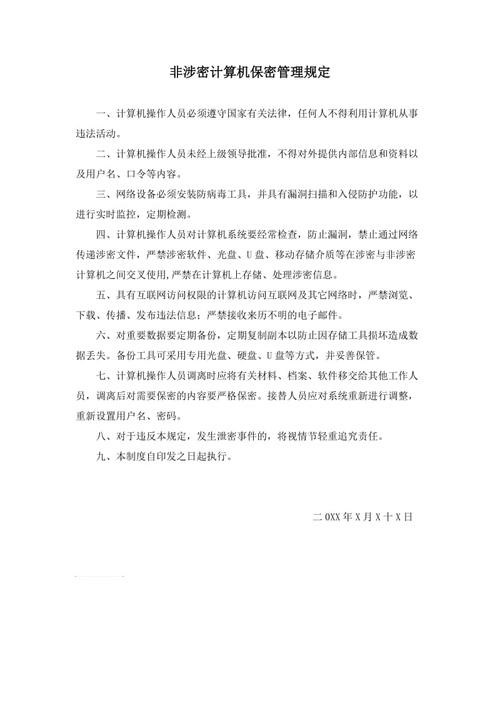 非涉密计算机保密管理规定
一、计算机操作人员必须遵守国家有关法律，任何人不得利用计算机从事
违法活动。
二、计算机操作人员未经上级领导批准，不得对外提供内部信息和资料以
及用户名、口令等内容。
三、网络设备必须安装防病毒工具，并具有漏洞扫描和入侵防护功能，以
进行实时监控，定期检测。
四、计算机操作人员对计算机系统要经常检查，防止漏洞，禁止通过网络
传递涉密文件，严禁涉密软件、光盘、U 盘、移动存储介质等在涉密与非涉密
计算机之间交叉使用,严禁在计算机上存储、处理涉密信息。
五、具有互联网访问权限的计算机访问互联网及其它网络时，严禁浏览、
下载、传播、发布违法信息；严禁接收来历不明的电子邮件。
六、对重要数据要定期备份，定期复制副本以防止因存储工具损坏造成数
据丢失。备份工具可采用专用光盘、硬盘、U 盘等方式，并妥善保管。
七、计算机操作人员调离时应将有关材料、档案、软件移交给其他工作人
员，调离后对需要保密的内容要严格保密。接替人员应对系统重新进行调整，
重新设置用户名、密码。
八、对于违反本规定，发生泄密事件的，将视情节轻重追究责任。
九、本制度自印发之日起执行。
二 0XX 年 X 月 X 十 X 日